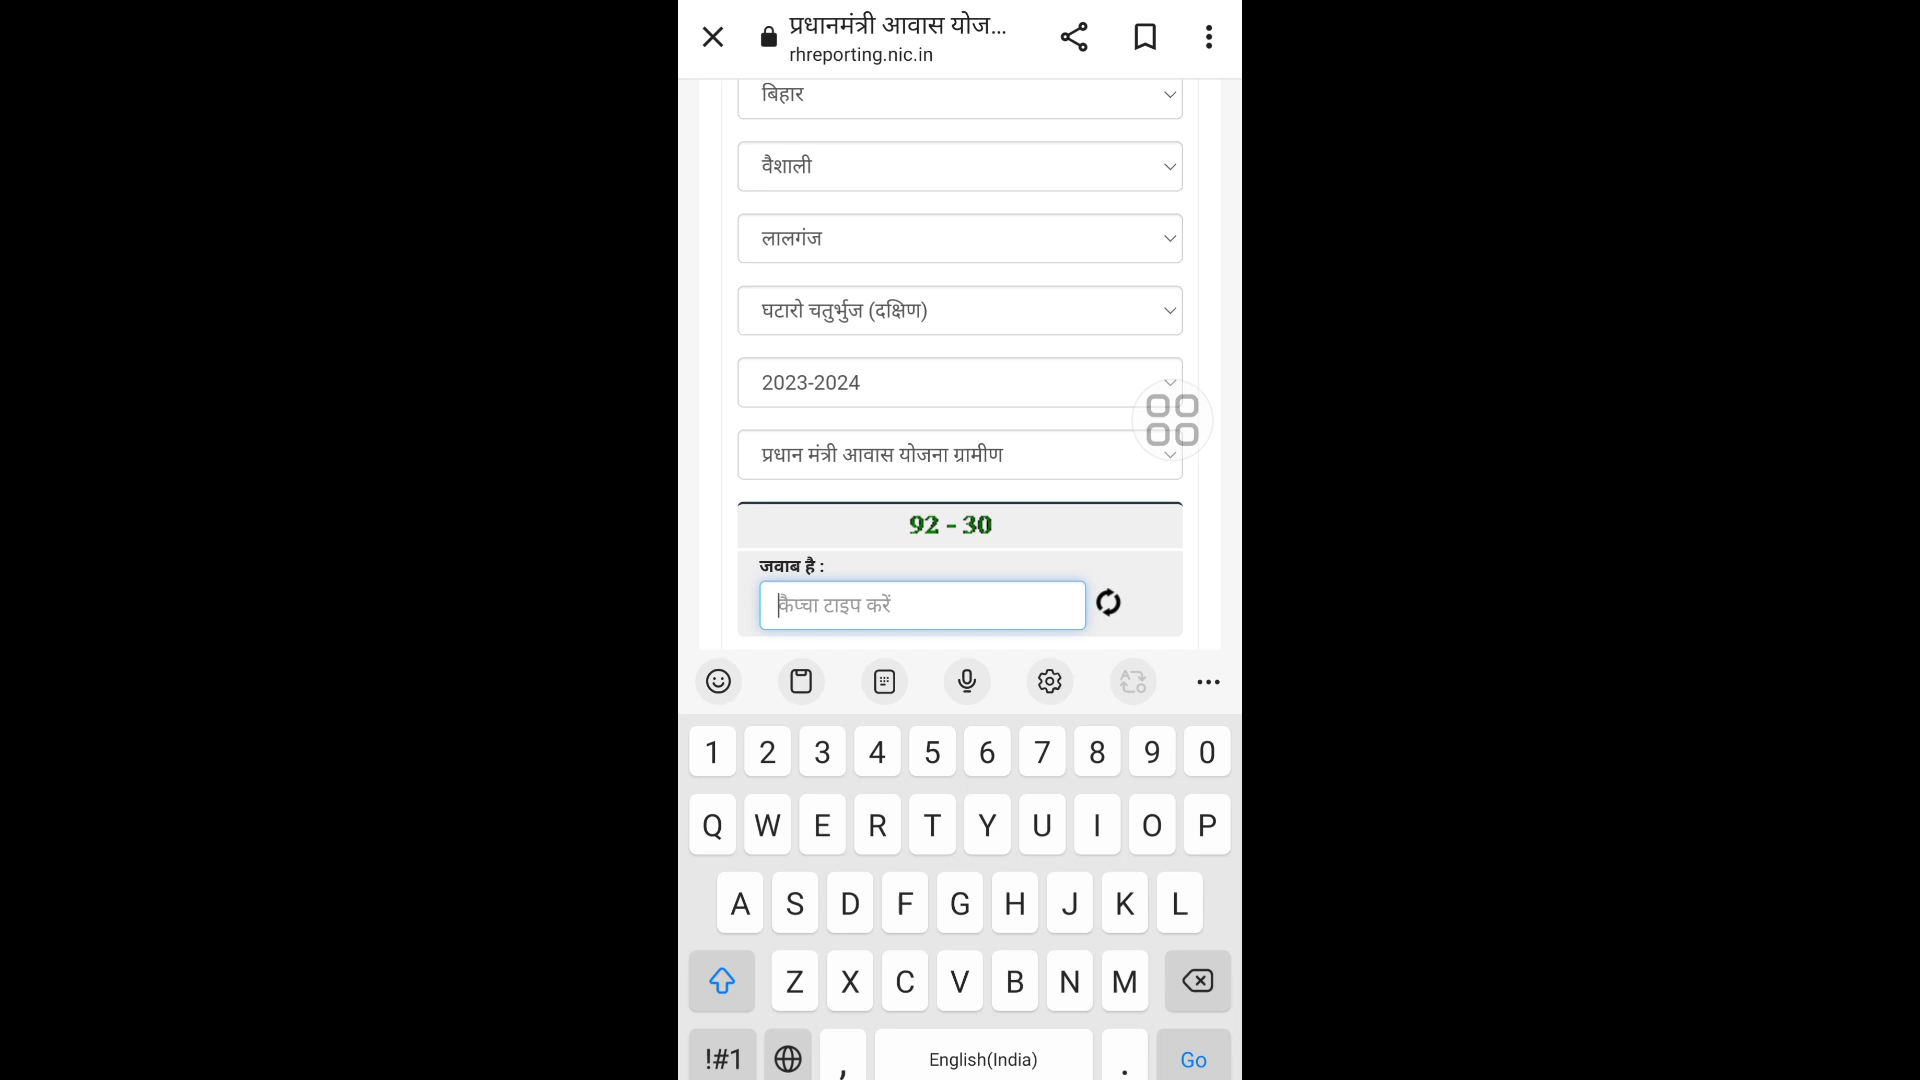 प्रधानमंत्री आवास योज...
rhreporting.nic.in
बिहार
वैशाली
लालगंज
घटारो चतुर्भुज (दक्षिण)
2023-2024
प्रधान मंत्री आवास योजना ग्रामीण
92 - 30
जवाब है :
कैप्चा टाइप करें
1 2 3 4 5 6 7 8 9 0
Q W E R T Y U I O P
A S D F G H J K L
Z X C V B N M
!#1 , English(India) . Go